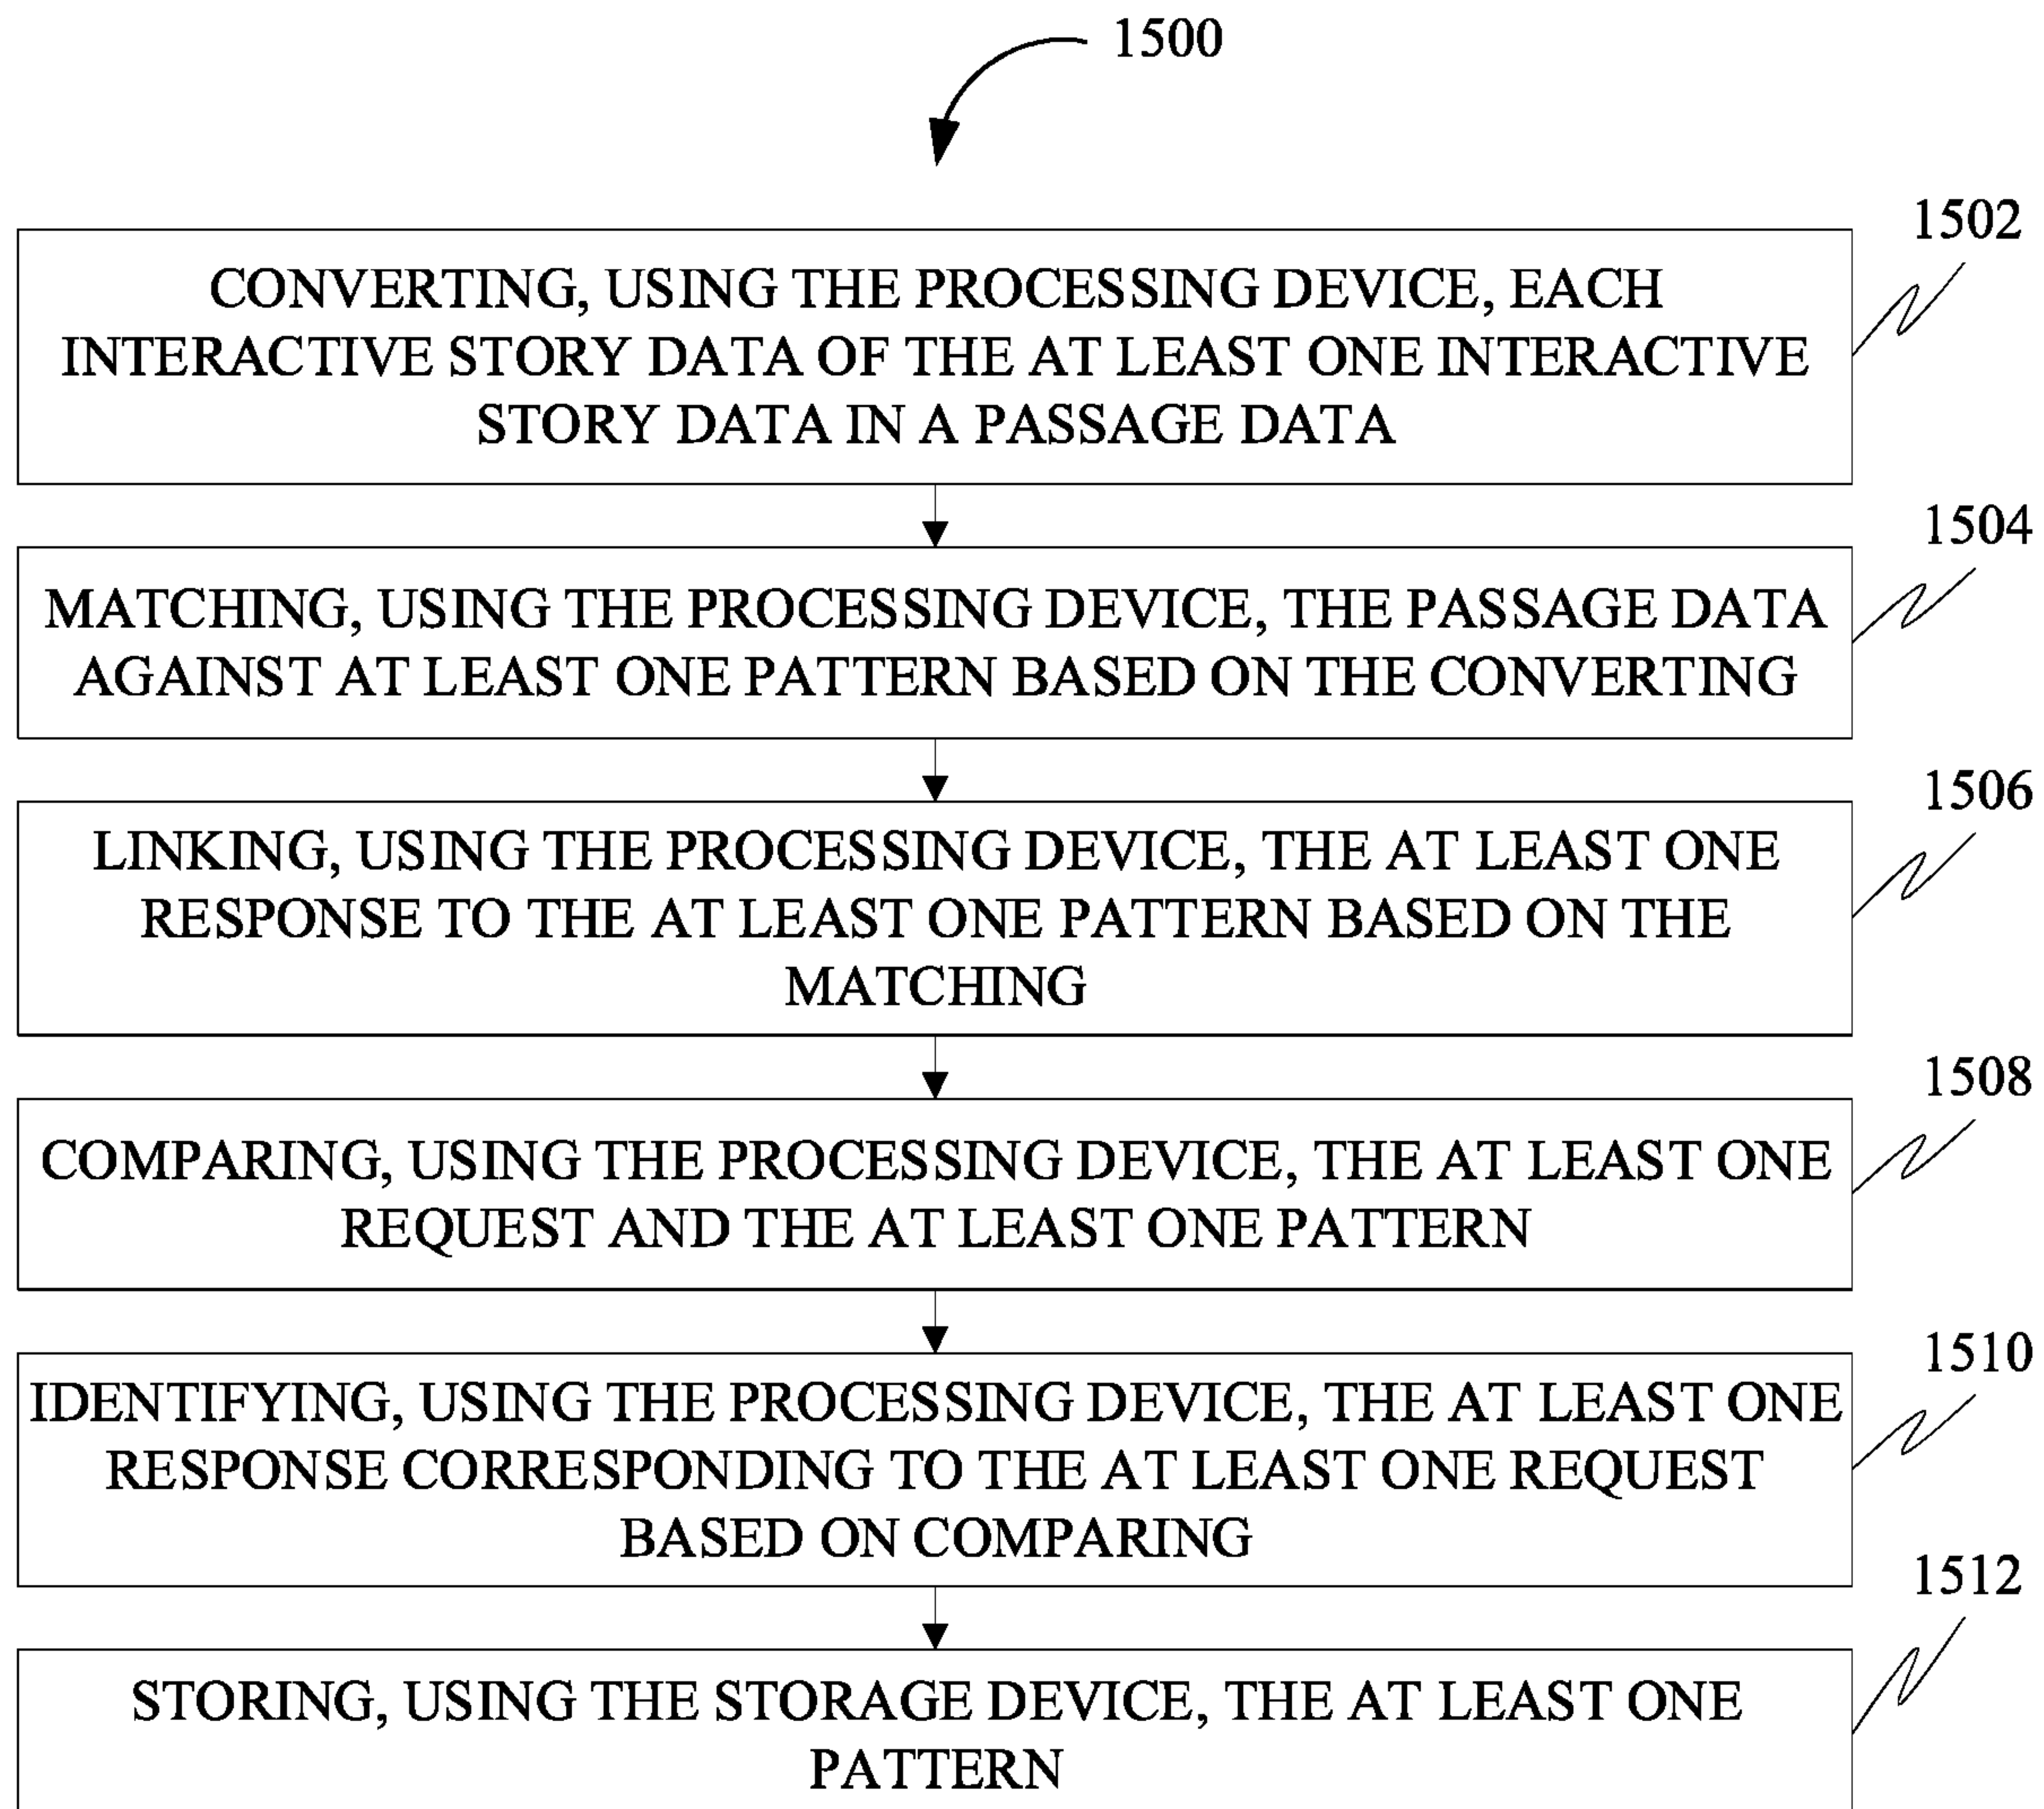 1500
1502
CONVERTING, USING THE PROCESSING DEVICE, EACH
INTERACTIVE STORY DATA OF THE AT LEAST ONE INTERACTIVE
STORY DATA IN A PASSAGE DATA
1504
MATCHING, USING THE PROCESSING DEVICE, THE PASSAGE DATA
AGAINST AT LEAST ONE PATTERN BASED ON THE CONVERTING
1506
LINKING, USING THE PROCESSING DEVICE, THE AT LEAST ONE
RESPONSE TO THE AT LEAST ONE PATTERN BASED ON THE
MATCHING
1508
COMPARING, USING THE PROCESSING DEVICE, THE AT LEAST ONE
REQUEST AND THE AT LEAST ONE PATTERN
1510
IDENTIFYING, USING THE PROCESSING DEVICE, THE AT LEAST ONE
RESPONSE CORRESPONDING TO THE AT LEAST ONE REQUEST
BASED ON COMPARING
1512
STORING, USING THE STORAGE DEVICE, THE AT LEAST ONE
PATTERN